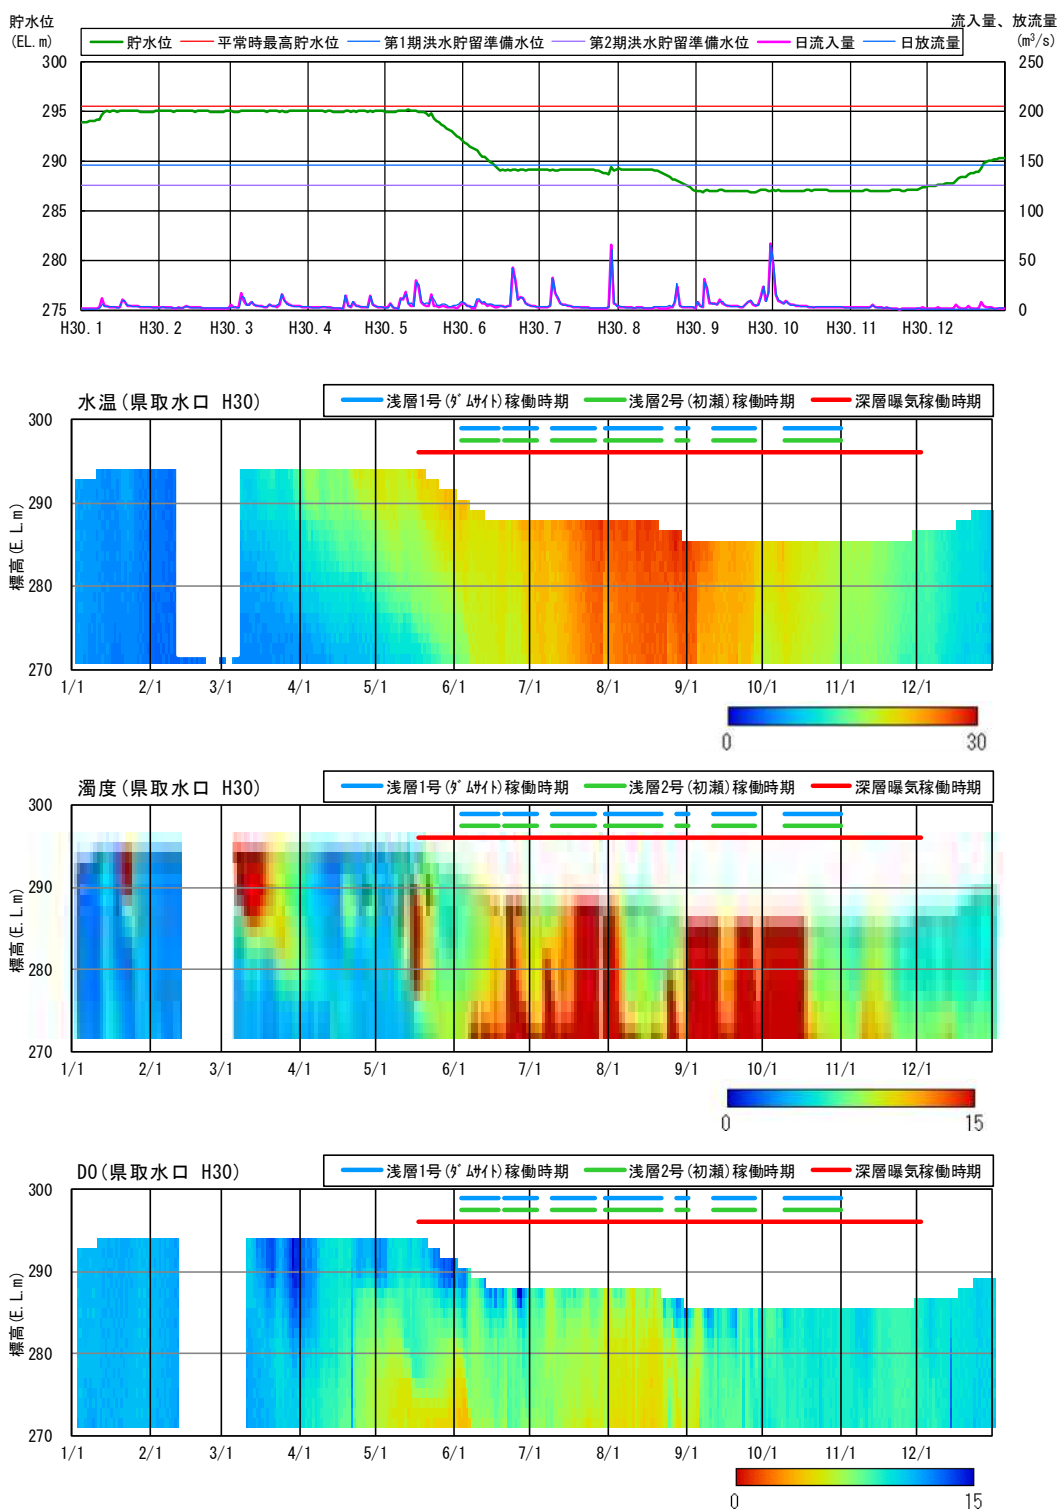 貯水位
(EL.m)
流入量、放流量
(m³/s)
貯水位 平常時最高貯水位 第1期洪水貯留準備水位 第2期洪水貯留準備水位 日流入量 日放流量
300 250
295 200
290 150
285 100
280 50
275 0
H30.1 H30.2 H30.3 H30.4 H30.5 H30.6 H30.7 H30.8 H30.9 H30.10 H30.11 H30.12
水温(県取水口 H30)
浅層1号(ﾀﾞﾑｻｲﾄ)稼働時期 浅層2号(初瀬)稼働時期 深層曝気稼働時期
標高(E.L.m)
300
290
280
270
1/1 2/1 3/1 4/1 5/1 6/1 7/1 8/1 9/1 10/1 11/1 12/1
0 30
濁度(県取水口 H30)
浅層1号(ﾀﾞﾑｻｲﾄ)稼働時期 浅層2号(初瀬)稼働時期 深層曝気稼働時期
標高(E.L.m)
300
290
280
270
1/1 2/1 3/1 4/1 5/1 6/1 7/1 8/1 9/1 10/1 11/1 12/1
0 15
DO(県取水口 H30)
浅層1号(ﾀﾞﾑｻｲﾄ)稼働時期 浅層2号(初瀬)稼働時期 深層曝気稼働時期
標高(E.L.m)
300
290
280
270
1/1 2/1 3/1 4/1 5/1 6/1 7/1 8/1 9/1 10/1 11/1 12/1
0 15